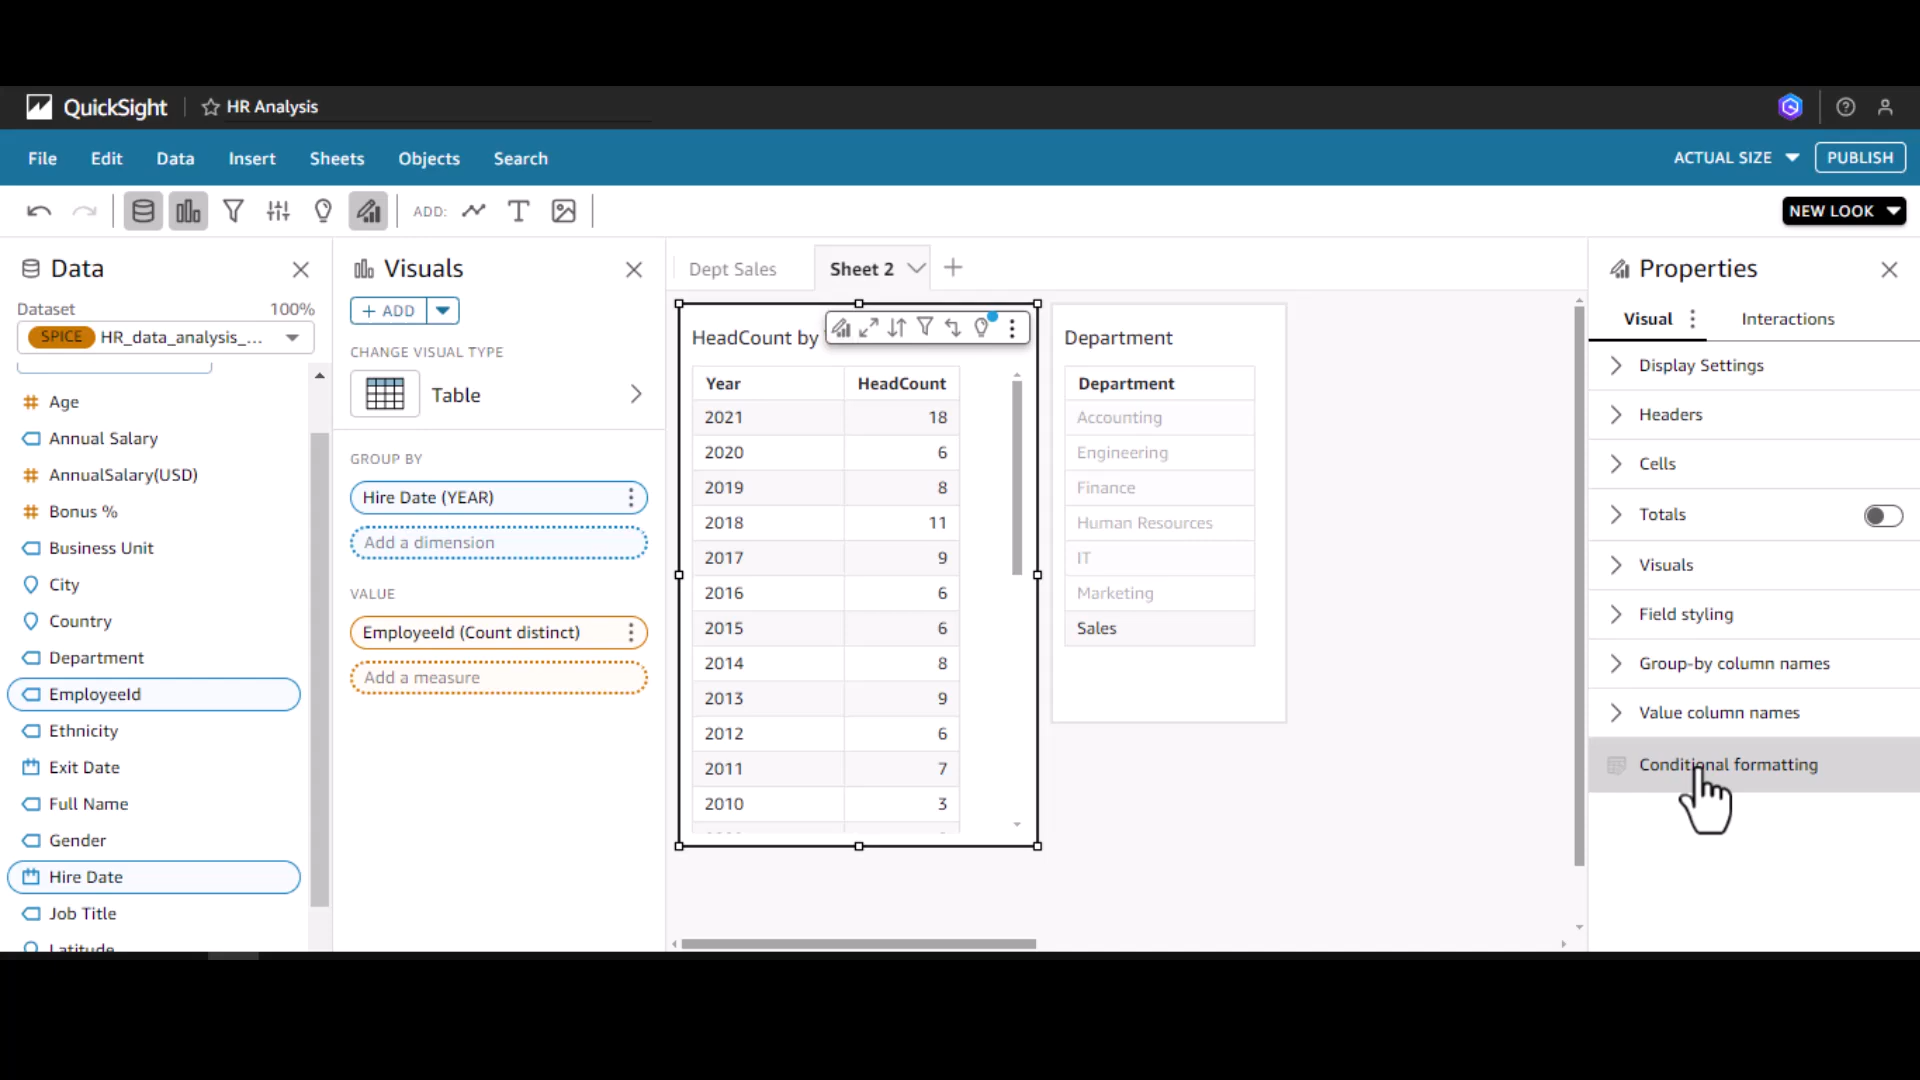 QuickSight
HR Analysis
File Edit Data Insert Sheets Objects Search
ACTUAL SIZE
PUBLISH
ADD:
NEW LOOK
Data
Dataset 100%
SPICE HR_data_analysis_...
Age
Annual Salary
AnnualSalary(USD)
Bonus %
Business Unit
City
Country
Department
EmployeeId
Ethnicity
Exit Date
Full Name
Gender
Hire Date
Job Title
Latitude
Visuals
+ ADD
CHANGE VISUAL TYPE
Table
GROUP BY
Hire Date (YEAR)
Add a dimension
VALUE
EmployeeId (Count distinct)
Add a measure
Dept Sales
Sheet 2
HeadCount by
Year HeadCount
2021 18
2020 6
2019 8
2018 11
2017 9
2016 6
2015 6
2014 8
2013 9
2012 6
2011 7
2010 3
Department
Department
Accounting
Engineering
Finance
Human Resources
IT
Marketing
Sales
Properties
Visual
Interactions
Display Settings
Headers
Cells
Totals
Visuals
Field styling
Group-by column names
Value column names
Conditional formatting